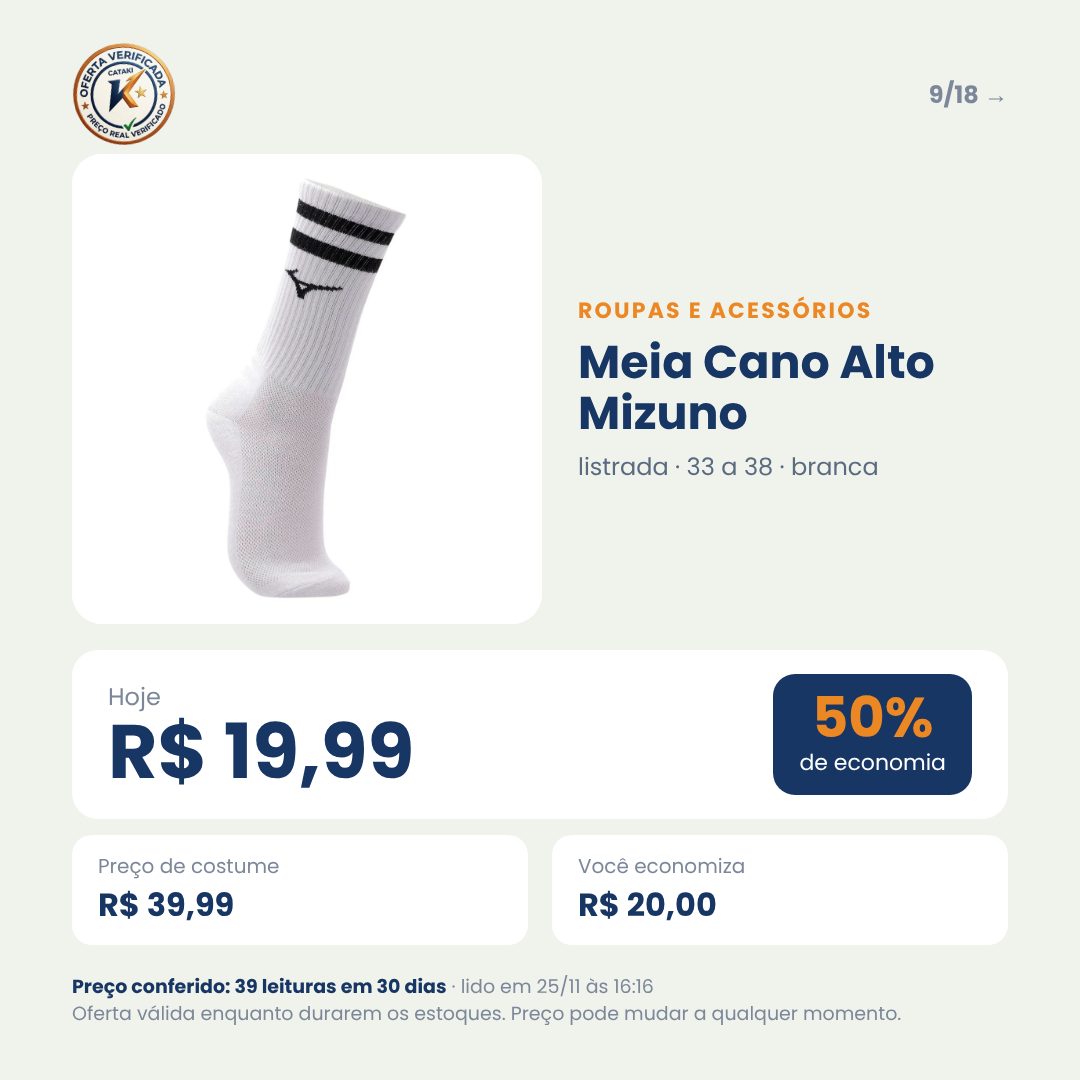 OFERTA VERIFICADA
CATAKI
K
PREÇO REAL VERIFICADO
9/18 →
ROUPAS E ACESSÓRIOS
Meia Cano Alto
Mizuno
listrada · 33 a 38 · branca
Hoje
R$ 19,99
50%
de economia
Preço de costume
R$ 39,99
Você economiza
R$ 20,00
Preço conferido: 39 leituras em 30 dias · lido em 25/11 às 16:16
Oferta válida enquanto durarem os estoques. Preço pode mudar a qualquer momento.